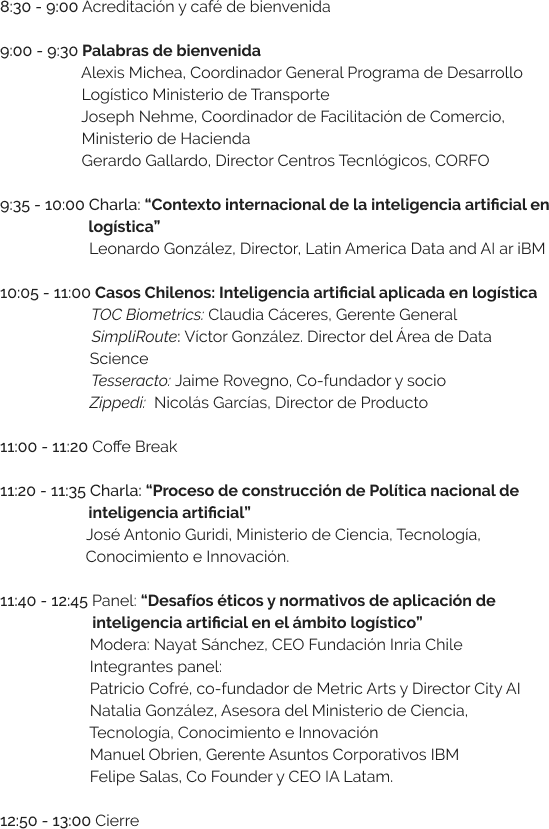 8:30 - 9:00 Acreditación y café de bienvenida
9:00 - 9:30 Palabras de bienvenida
Alexis Michea, Coordinador General Programa de Desarrollo
Logístico Ministerio de Transporte
Joseph Nehme, Coordinador de Facilitación de Comercio,
Ministerio de Hacienda
Gerardo Gallardo, Director Centros Tecnlógicos, CORFO
9:35 - 10:00 Charla: “Contexto internacional de la inteligencia artificial en
logística”
Leonardo González, Director, Latin America Data and AI ar iBM
10:05 - 11:00 Casos Chilenos: Inteligencia artificial aplicada en logística
TOC Biometrics: Claudia Cáceres, Gerente General
SimpliRoute: Víctor González. Director del Área de Data
Science
Tesseracto: Jaime Rovegno, Co-fundador y socio
Zippedi: Nicolás Garcías, Director de Producto
11:00 - 11:20 Coffe Break
11:20 - 11:35 Charla: “Proceso de construcción de Política nacional de
inteligencia artificial”
José Antonio Guridi, Ministerio de Ciencia, Tecnología,
Conocimiento e Innovación.
11:40 - 12:45 Panel: “Desafíos éticos y normativos de aplicación de
inteligencia artificial en el ámbito logístico”
Modera: Nayat Sánchez, CEO Fundación Inria Chile
Integrantes panel:
Patricio Cofré, co-fundador de Metric Arts y Director City AI
Natalia González, Asesora del Ministerio de Ciencia,
Tecnología, Conocimiento e Innovación
Manuel Obrien, Gerente Asuntos Corporativos IBM
Felipe Salas, Co Founder y CEO IA Latam.
12:50 - 13:00 Cierre